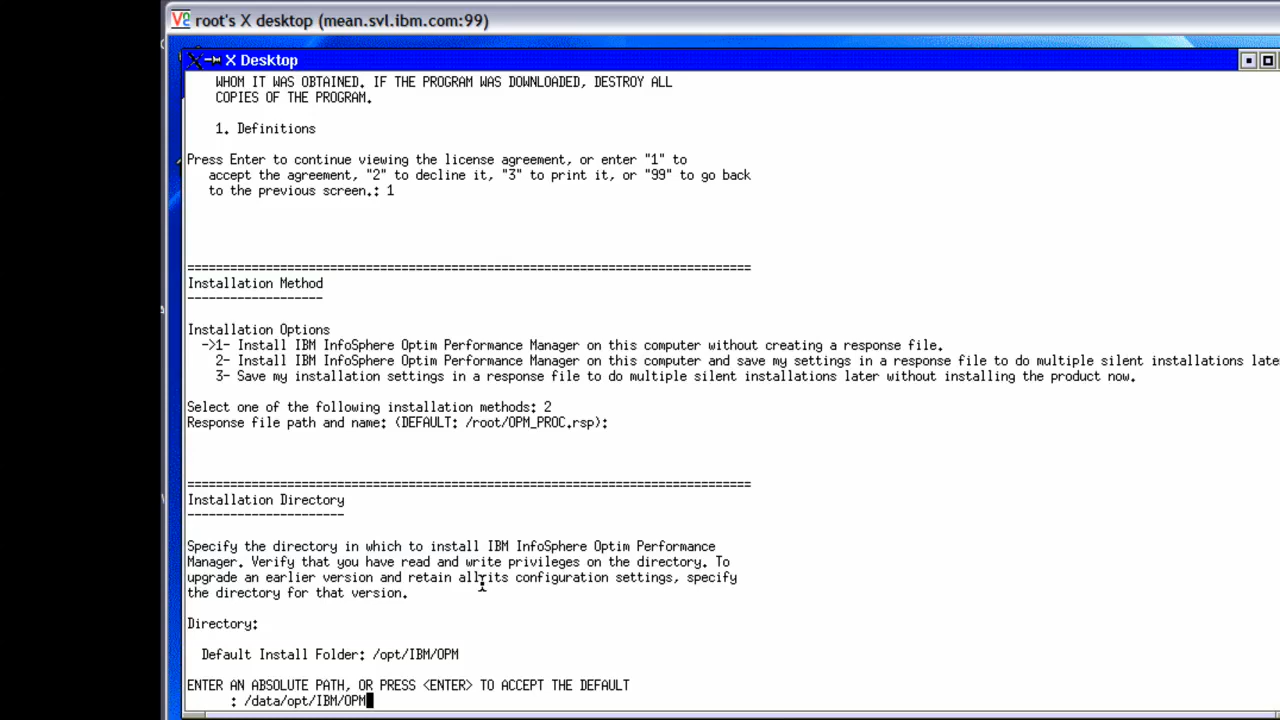 root's X desktop (mean.svl.ibm.com:99)
X Desktop
WHOM IT WAS OBTAINED. IF THE PROGRAM WAS DOWNLOADED, DESTROY ALL
COPIES OF THE PROGRAM.
1. Definitions
Press Enter to continue viewing the license agreement, or enter "1" to
accept the agreement, "2" to decline it, "3" to print it, or "99" to go back
to the previous screen.: 1
===============================================================================
Installation Method
-------------------
Installation Options
->1- Install IBM InfoSphere Optim Performance Manager on this computer without creating a response file.
2- Install IBM InfoSphere Optim Performance Manager on this computer and save my settings in a response file to do multiple silent installations late
3- Save my installation settings in a response file to do multiple silent installations later without installing the product now.
Select one of the following installation methods: 2
Response file path and name: (DEFAULT: /root/OPM_PROC.rsp):
===============================================================================
Installation Directory
----------------------
Specify the directory in which to install IBM InfoSphere Optim Performance
Manager. Verify that you have read and write privileges on the directory. To
upgrade an earlier version and retain all its configuration settings, specify
the directory for that version.
Directory:
Default Install Folder: /opt/IBM/OPM
ENTER AN ABSOLUTE PATH, OR PRESS <ENTER> TO ACCEPT THE DEFAULT
: /data/opt/IBM/OPM